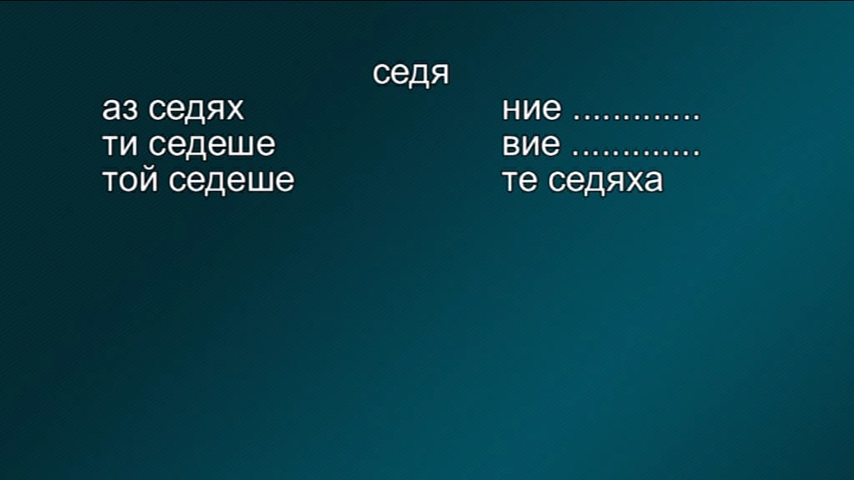 седя
аз седях ние .............
ти седеше вие .............
той седеше те седяха